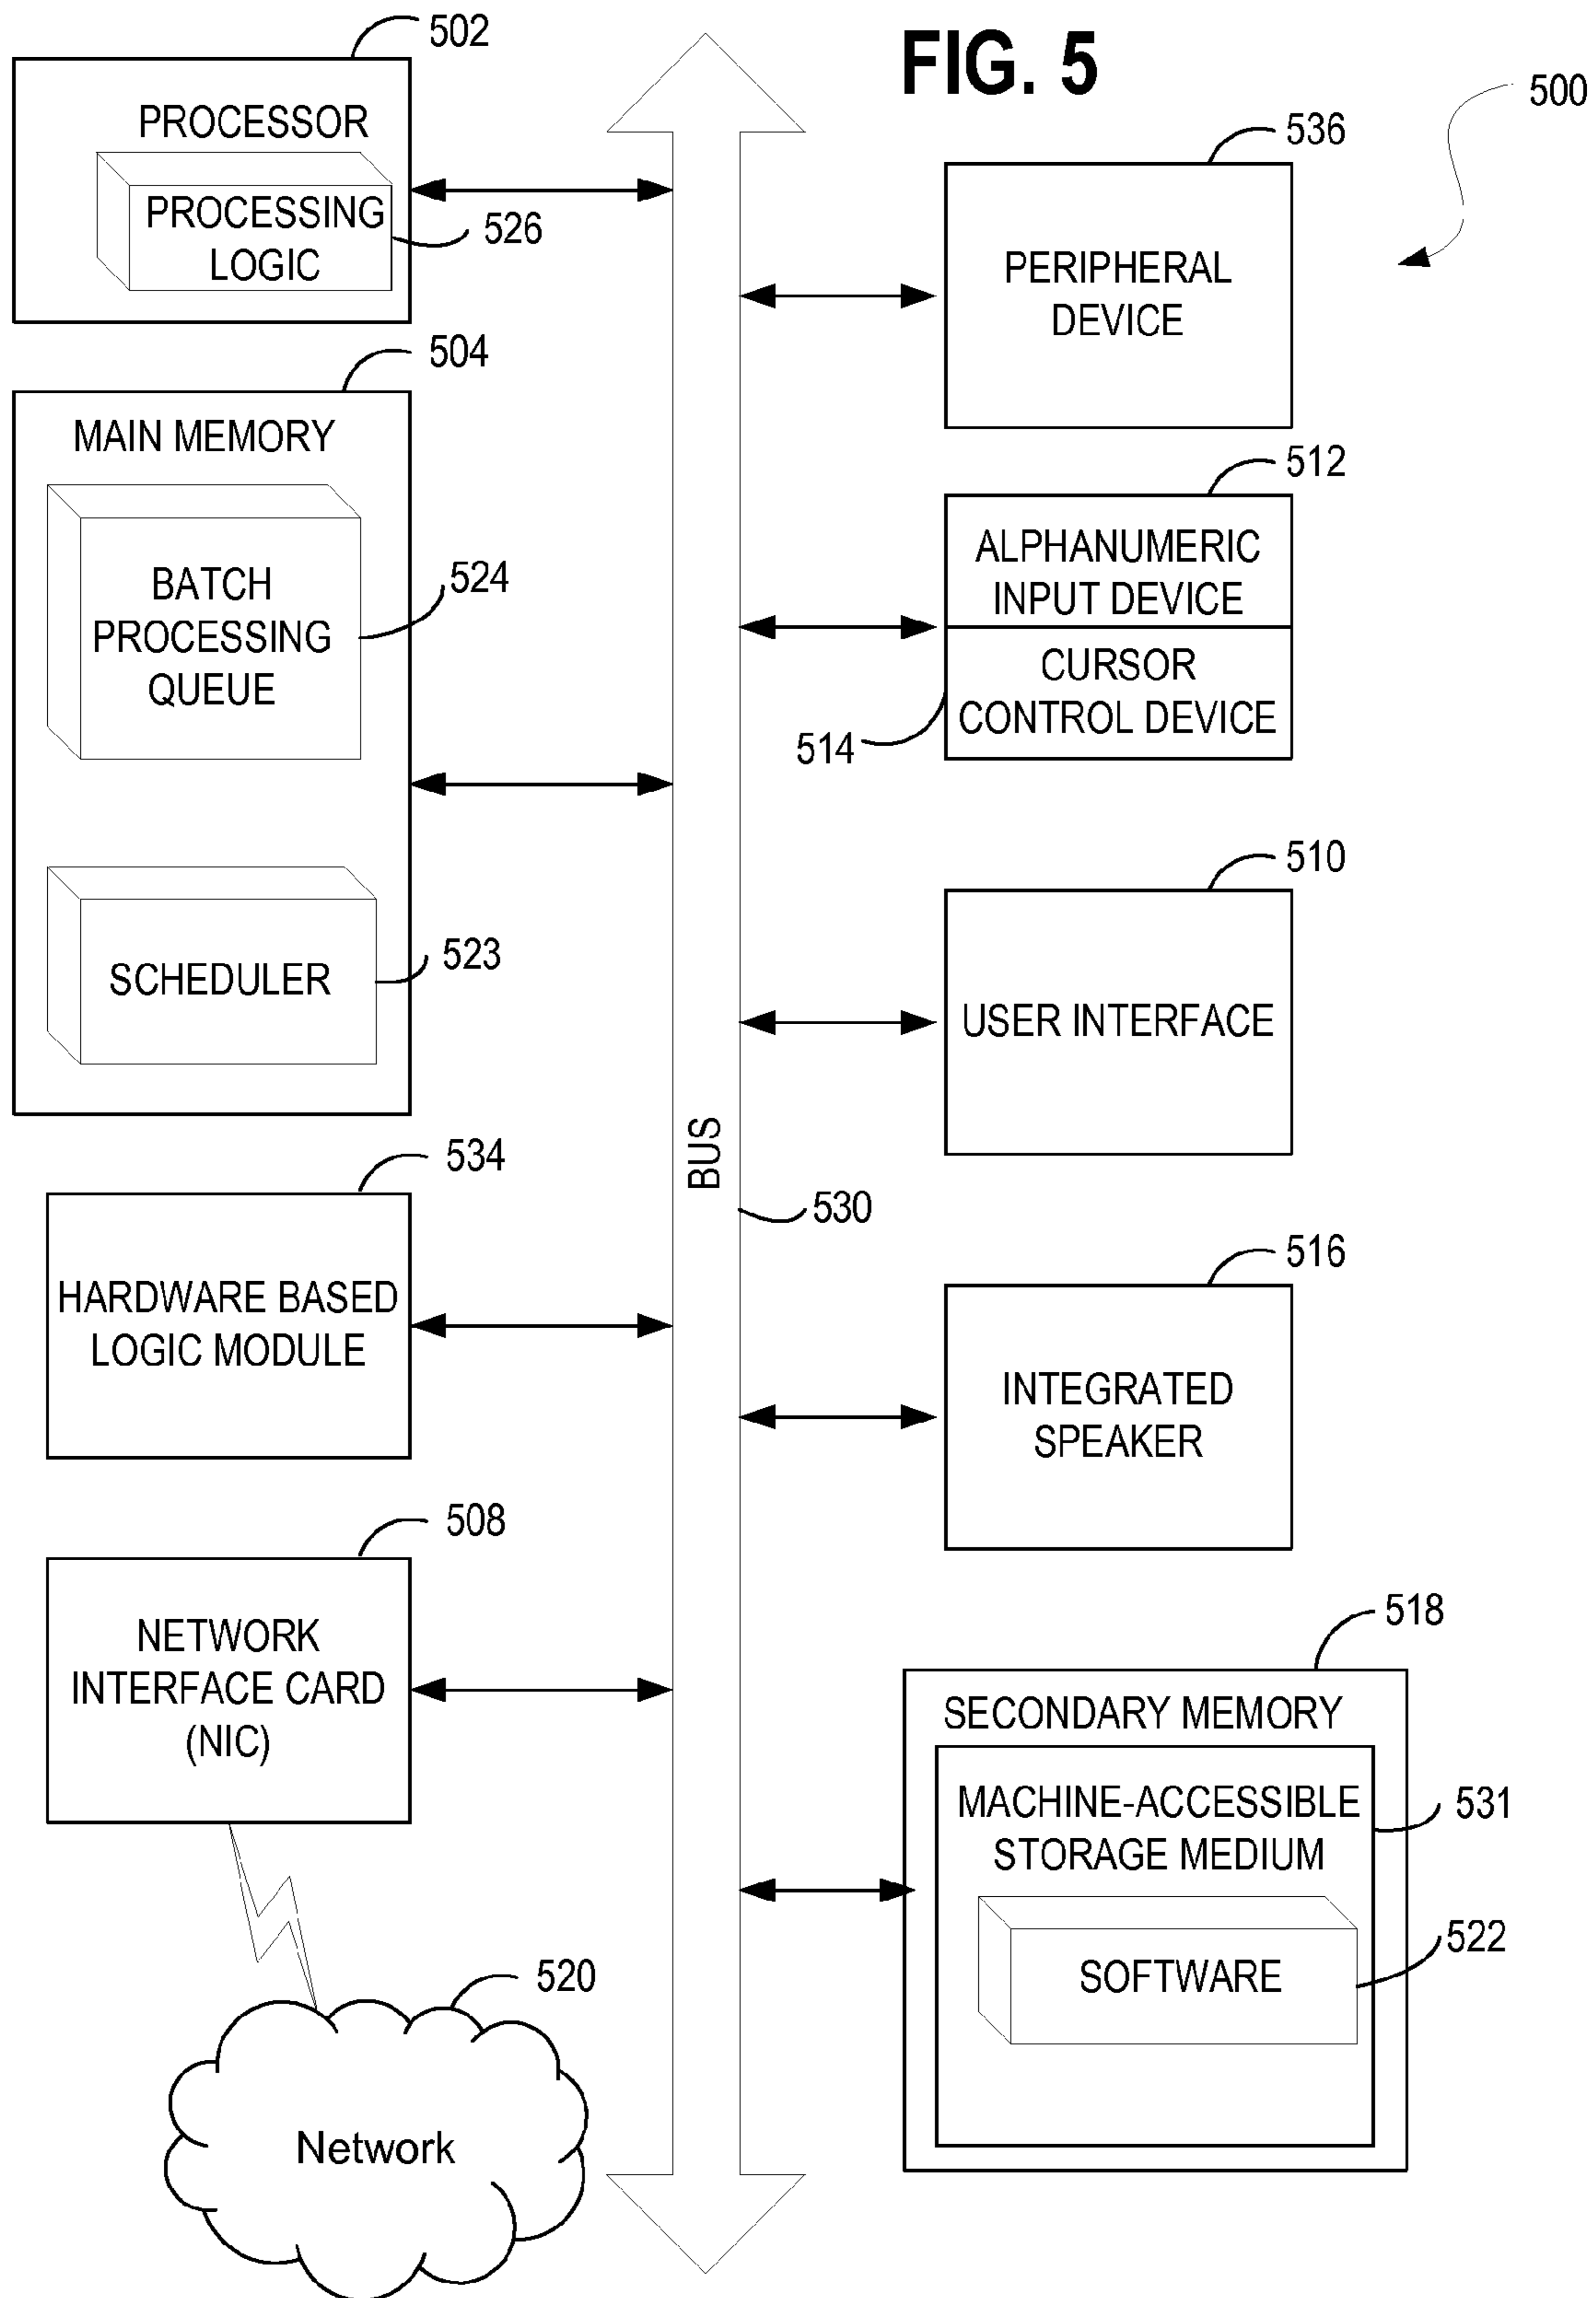 FIG. 5
500
502
PROCESSOR
PROCESSING
LOGIC
526
504
MAIN MEMORY
BATCH
PROCESSING
QUEUE
524
SCHEDULER
523
534
HARDWARE BASED
LOGIC MODULE
508
NETWORK
INTERFACE CARD
(NIC)
520
Network
BUS
530
536
PERIPHERAL
DEVICE
512
ALPHANUMERIC
INPUT DEVICE
CURSOR
CONTROL DEVICE
514
510
USER INTERFACE
516
INTEGRATED
SPEAKER
518
SECONDARY MEMORY
MACHINE-ACCESSIBLE
STORAGE MEDIUM
531
SOFTWARE
522